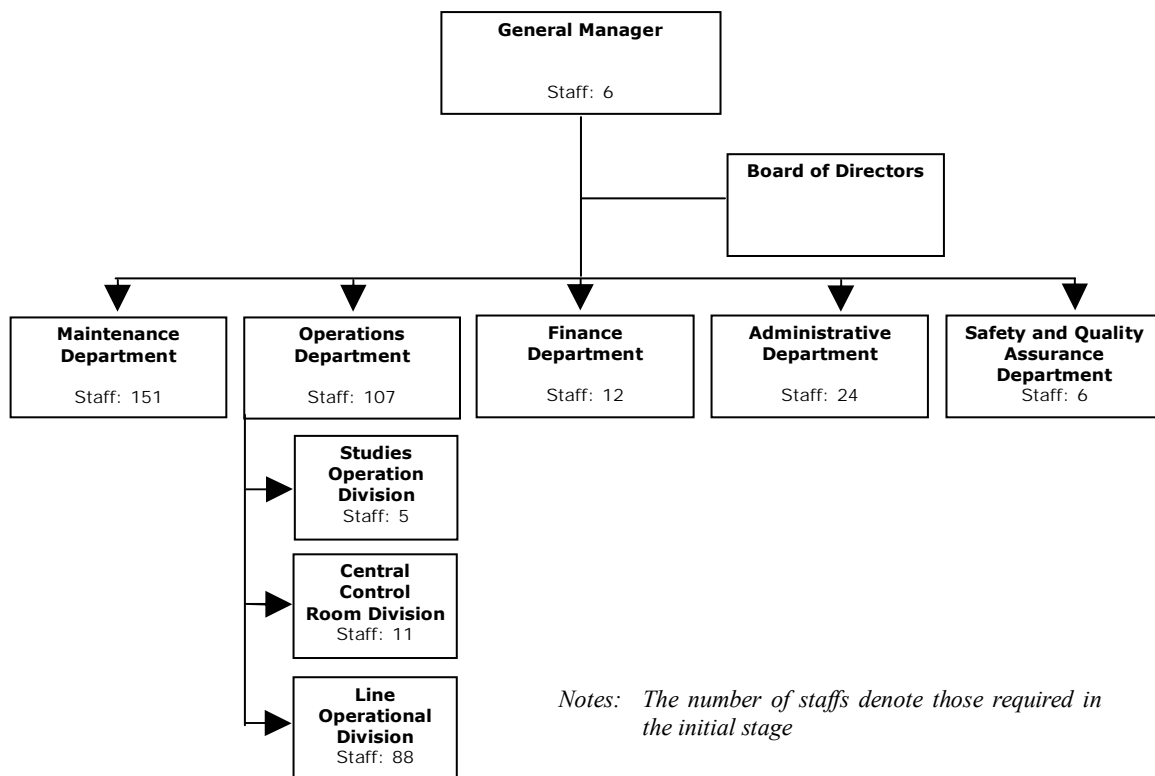 General Manager
Staff: 6
Board of Directors
Maintenance
Department
Staff: 151
Operations
Department
Staff: 107
Finance
Department
Staff: 12
Administrative
Department
Staff: 24
Safety and Quality
Assurance
Department
Staff: 6
Studies
Operation
Division
Staff: 5
Central
Control
Room Division
Staff: 11
Line
Operational
Division
Staff: 88
Notes: The number of staffs denote those required in
the initial stage